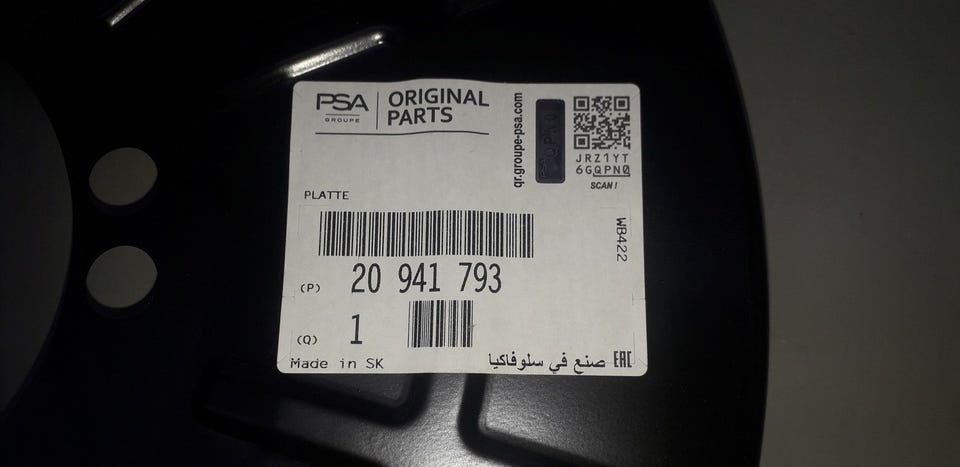 PSA
GROUPE
ORIGINAL
PARTS
qr.groupe-psa.com
JRZ1YT
6GQPN0
SCAN!
PLATTE
WB422
(P) 20 941 793
(Q) 1
Made in SK
صنع في سلوفاكيا
EAC